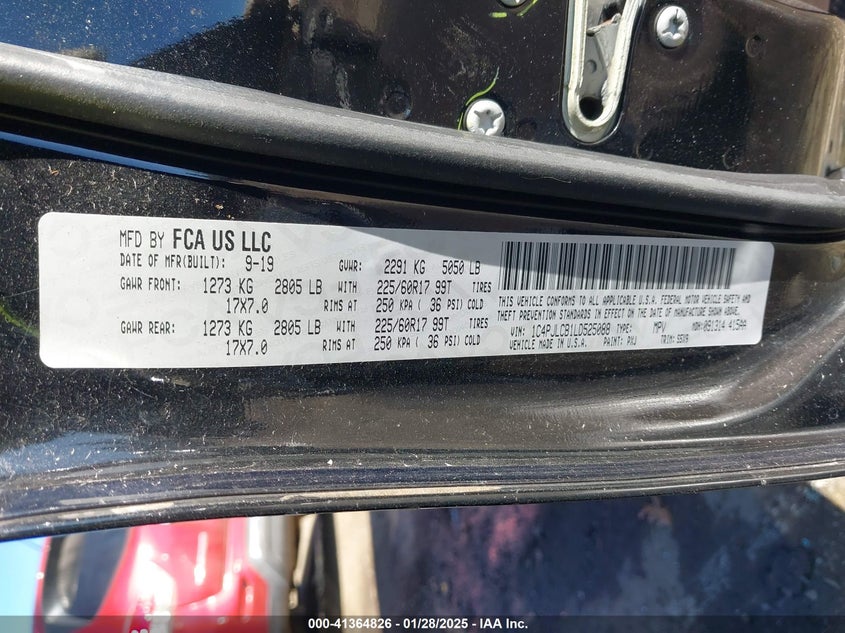 MFD BY FCA US LLC
DATE OF MFR(BUILT): 9-19 GVWR: 2291 KG 5050 LB
GAWR FRONT: 1273 KG 2805 LB WITH 225/60R17 99T TIRES
17X7.0 RIMS AT 250 KPA ( 36 PSI) COLD
GAWR REAR: 1273 KG 2805 LB WITH 225/60R17 99T TIRES
17X7.0 RIMS AT 250 KPA ( 36 PSI) COLD
THIS VEHICLE CONFORMS TO ALL APPLICABLE U.S.A. FEDERAL MOTOR VEHICLE SAFETY AND
THEFT PREVENTION STANDARDS IN EFFECT ON THE DATE OF MANUFACTURE SHOWN ABOVE.
VIN: 1C4PJLCB1LD525088 TYPE: MPV MDH: 091314 415AA
VEHICLE MADE IN U.S.A. PAINT: PXJ TRIM: S5X9
000-41364826 / 01/28/2025 / IAA Inc.